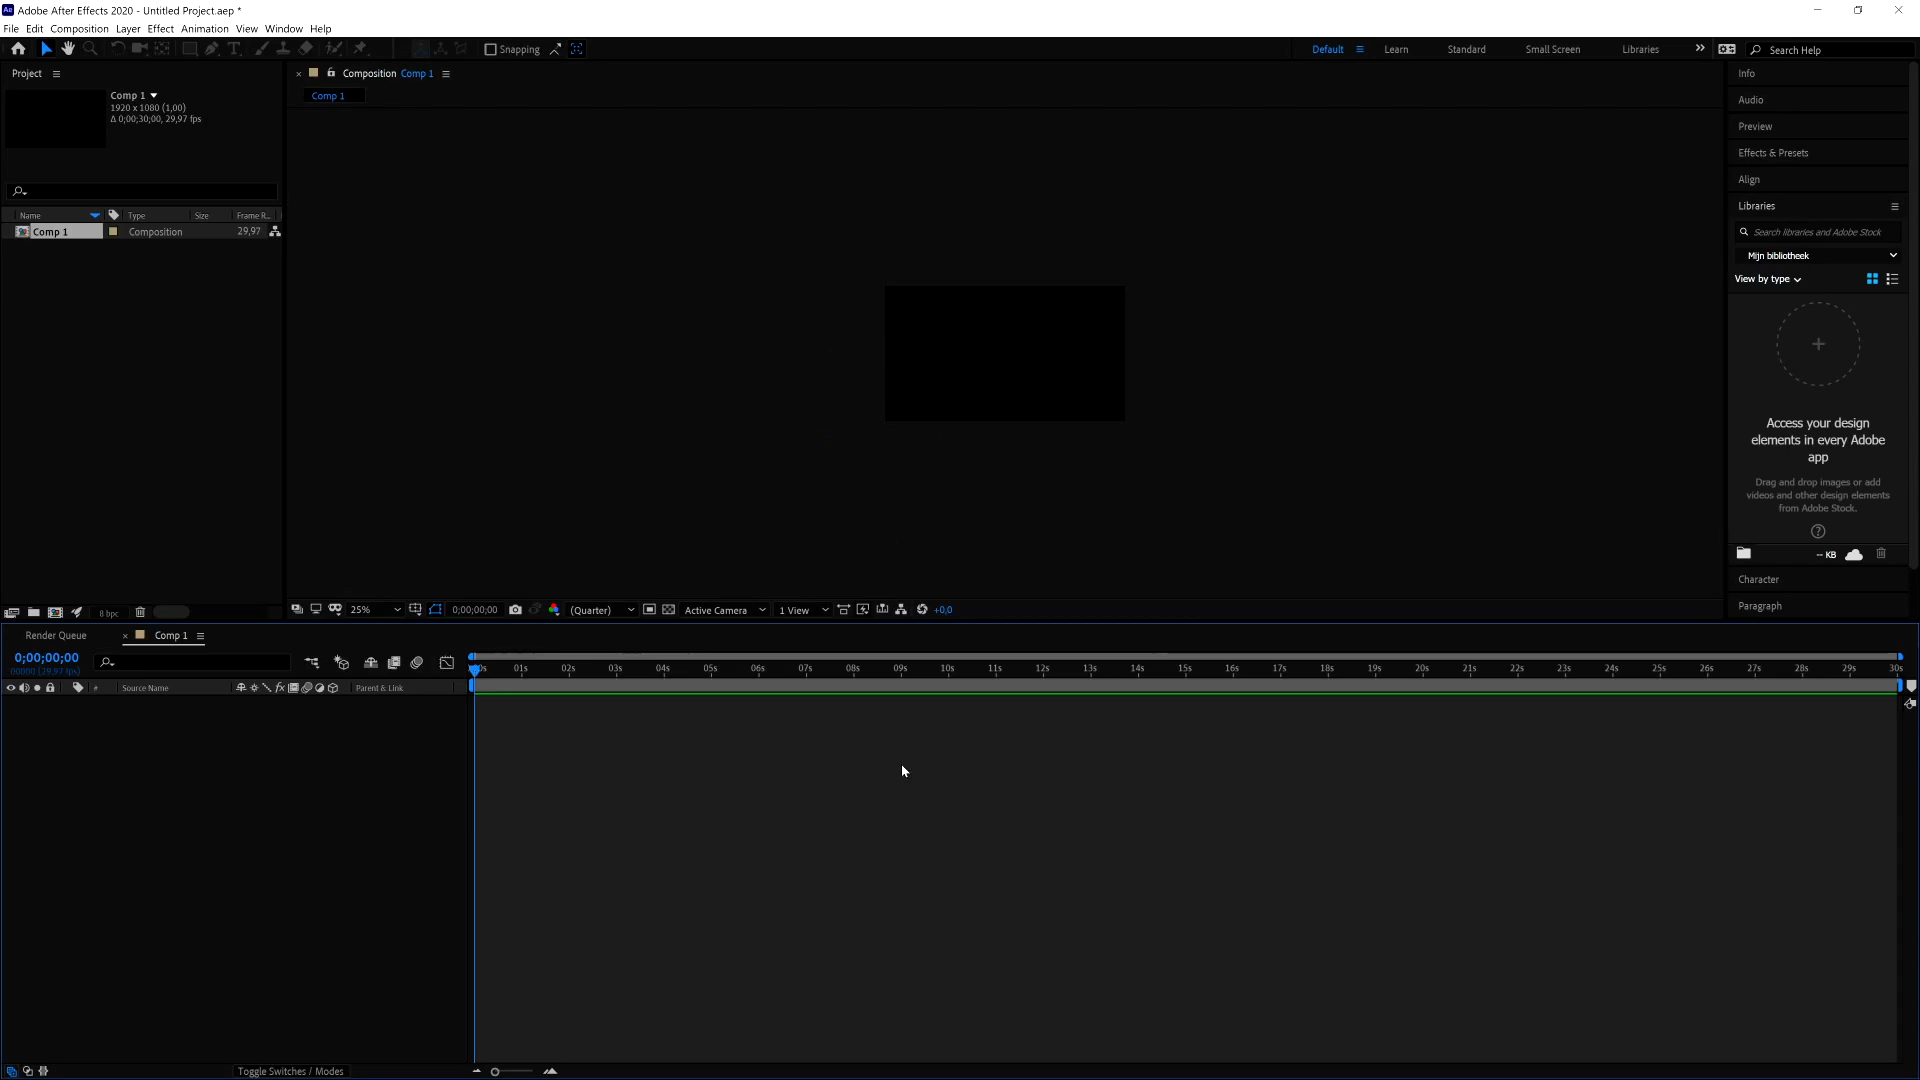 Adobe After Effects 2020 - Untitled Project.aep *
File Edit Composition Layer Effect Animation View Window Help
Snapping
Default Learn Standard Small Screen Libraries Search Help
Project
Composition Comp 1
Comp 1
Comp 1
1920 x 1080 (1,00)
Δ 0;00;30;00, 29,97 fps
Name Type Size Frame R...
Comp 1 Composition 29,97
8 bpc
25% 0;00;00;00 (Quarter) Active Camera 1 View +0,0
Info
Audio
Preview
Effects & Presets
Align
Libraries
Search libraries and Adobe Stock
Mijn bibliotheek
View by type
Access your design
elements in every Adobe
app
Drag and drop images or add
videos and other design elements
from Adobe Stock.
-- KB
Character
Paragraph
Render Queue Comp 1
0;00;00;00
00000 (29.97 fps)
01s 02s 03s 04s 05s 06s 07s 08s 09s 10s 11s 12s 13s 14s 15s 16s 17s 18s 19s 20s 21s 22s 23s 24s 25s 26s 27s 28s 29s 30s
# Source Name Parent & Link
Toggle Switches / Modes